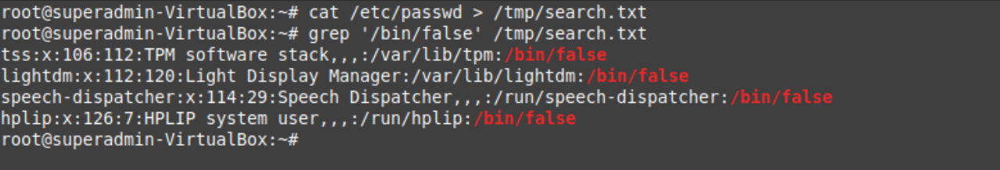 root@superadmin-VirtualBox:~# cat /etc/passwd > /tmp/search.txt
root@superadmin-VirtualBox:~# grep '/bin/false' /tmp/search.txt
tss:x:106:112:TPM software stack,,,:/var/lib/tpm:/bin/false
lightdm:x:112:120:Light Display Manager:/var/lib/lightdm:/bin/false
speech-dispatcher:x:114:29:Speech Dispatcher,,,:/run/speech-dispatcher:/bin/false
hplip:x:126:7:HPLIP system user,,,:/run/hplip:/bin/false
root@superadmin-VirtualBox:~#